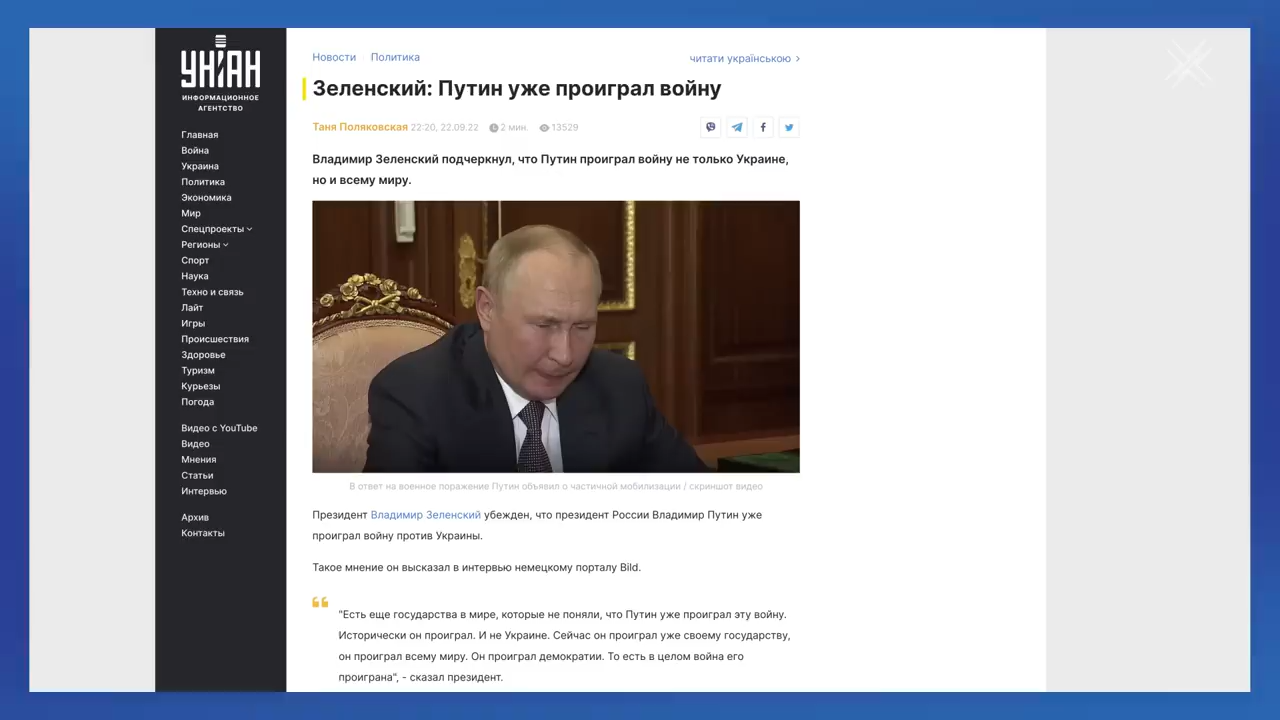 УНІАН
ИНФОРМАЦИОННОЕ
АГЕНТСТВО
Главная
Война
Украина
Политика
Экономика
Мир
Спецпроекты
Регионы
Спорт
Наука
Техно и связь
Лайт
Игры
Происшествия
Здоровье
Туризм
Курьезы
Погода
Видео с YouTube
Видео
Мнения
Статьи
Интервью
Архив
Контакты
Новости Политика
читати українською
Зеленский: Путин уже проиграл войну
Таня Поляковская 22:20, 22.09.22 2 мин. 13529
Владимир Зеленский подчеркнул, что Путин проиграл войну не только Украине,
но и всему миру.
В ответ на военное поражение Путин объявил о частичной мобилизации / скриншот видео
Президент Владимир Зеленский убежден, что президент России Владимир Путин уже
проиграл войну против Украины.
Такое мнение он высказал в интервью немецкому порталу Bild.
"Есть еще государства в мире, которые не поняли, что Путин уже проиграл эту войну.
Исторически он проиграл. И не Украине. Сейчас он проиграл уже своему государству,
он проиграл всему миру. Он проиграл демократии. То есть в целом война его
проиграна", - сказал президент.